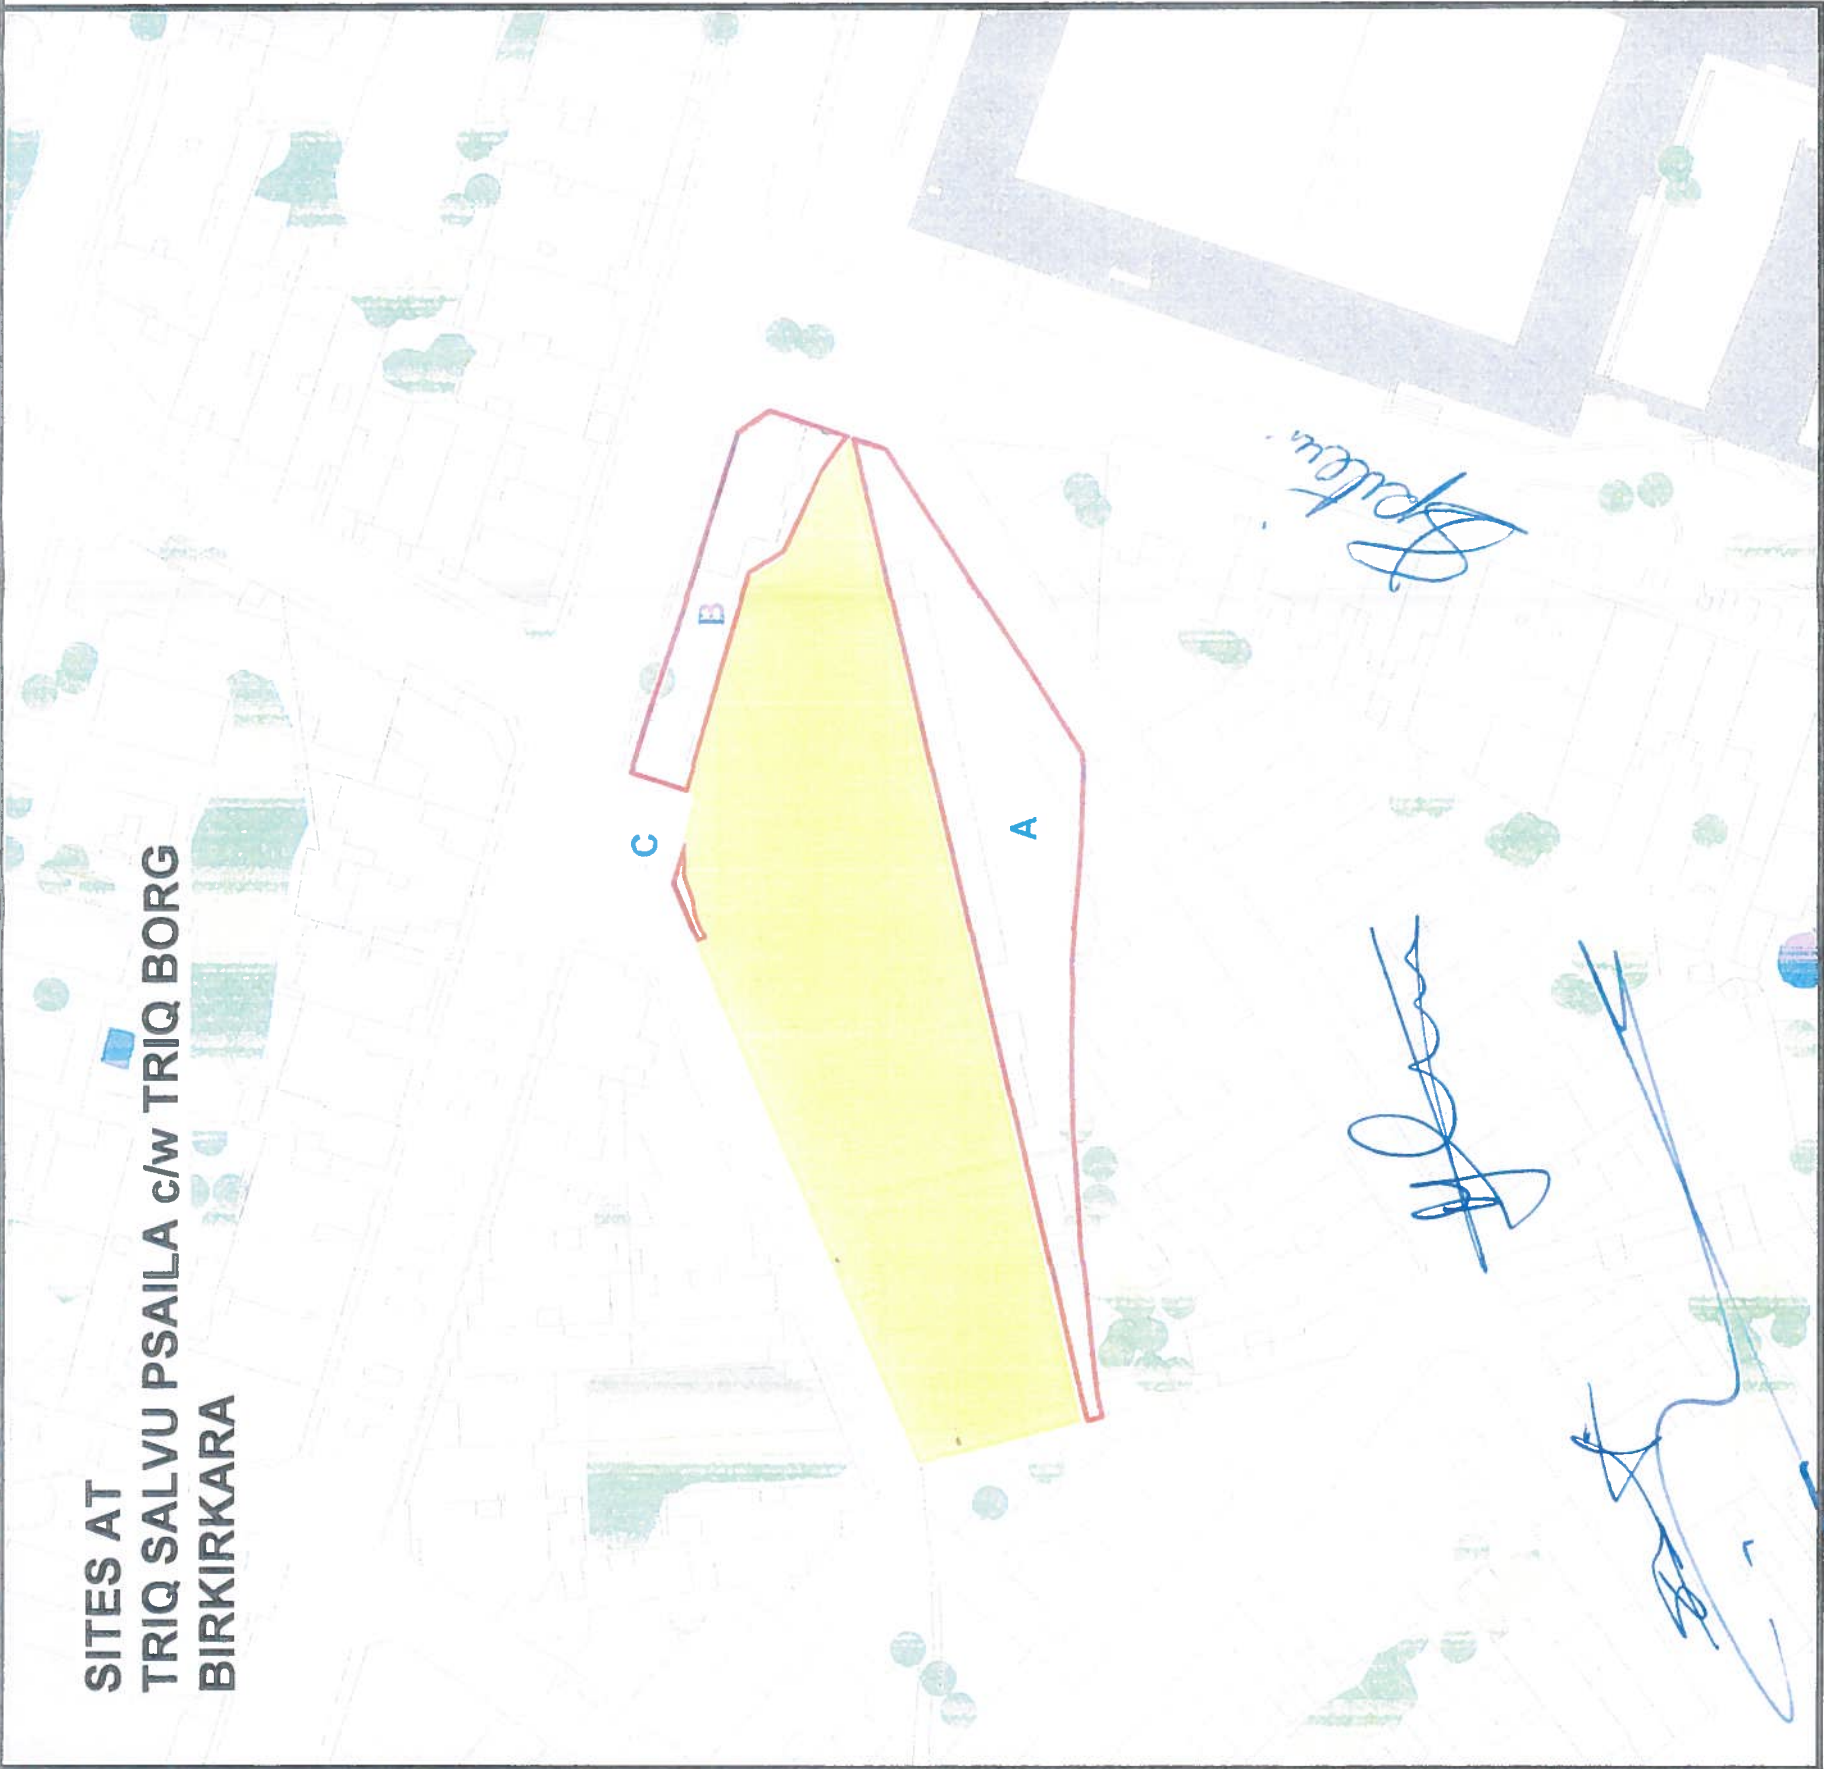 SITES AT
TRIQ SALVU PSAILA c/w TRIQ BORG
BIRKIRKARA
C
B
A